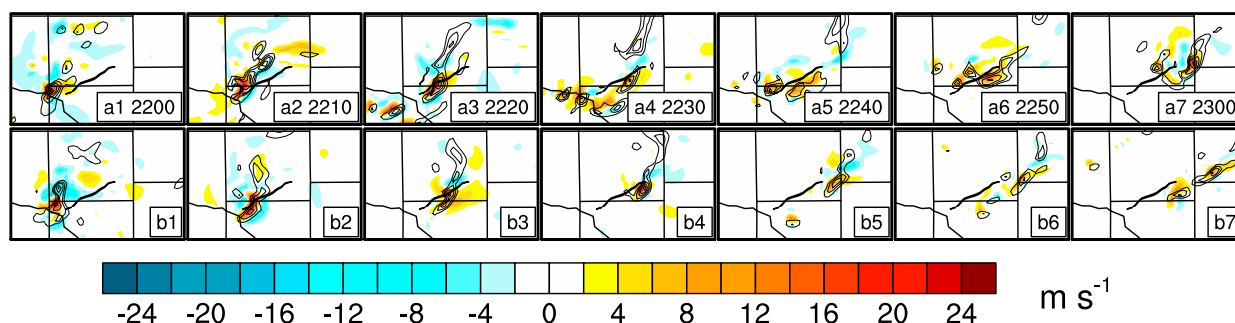 a1 2200 a2 2210 a3 2220 a4 2230 a5 2240 a6 2250 a7 2300
b1 b2 b3 b4 b5 b6 b7
-24 -20 -16 -12 -8 -4 0 4 8 12 16 20 24 m s⁻¹